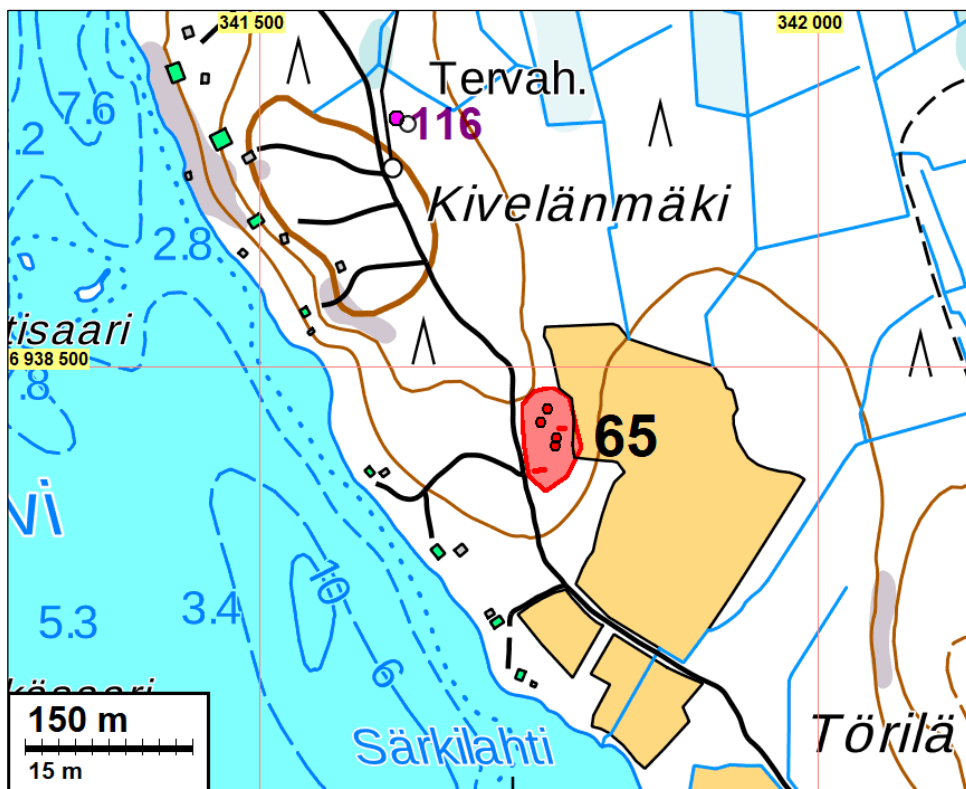 341 500
342 000
7.6
.2
Tervah.
116
Kivelänmäki
2.8
tisaari
6 938 500
.8
65
vi
10
5.3
3.4
6
150 m
15 m
Särkilahti
Törilä